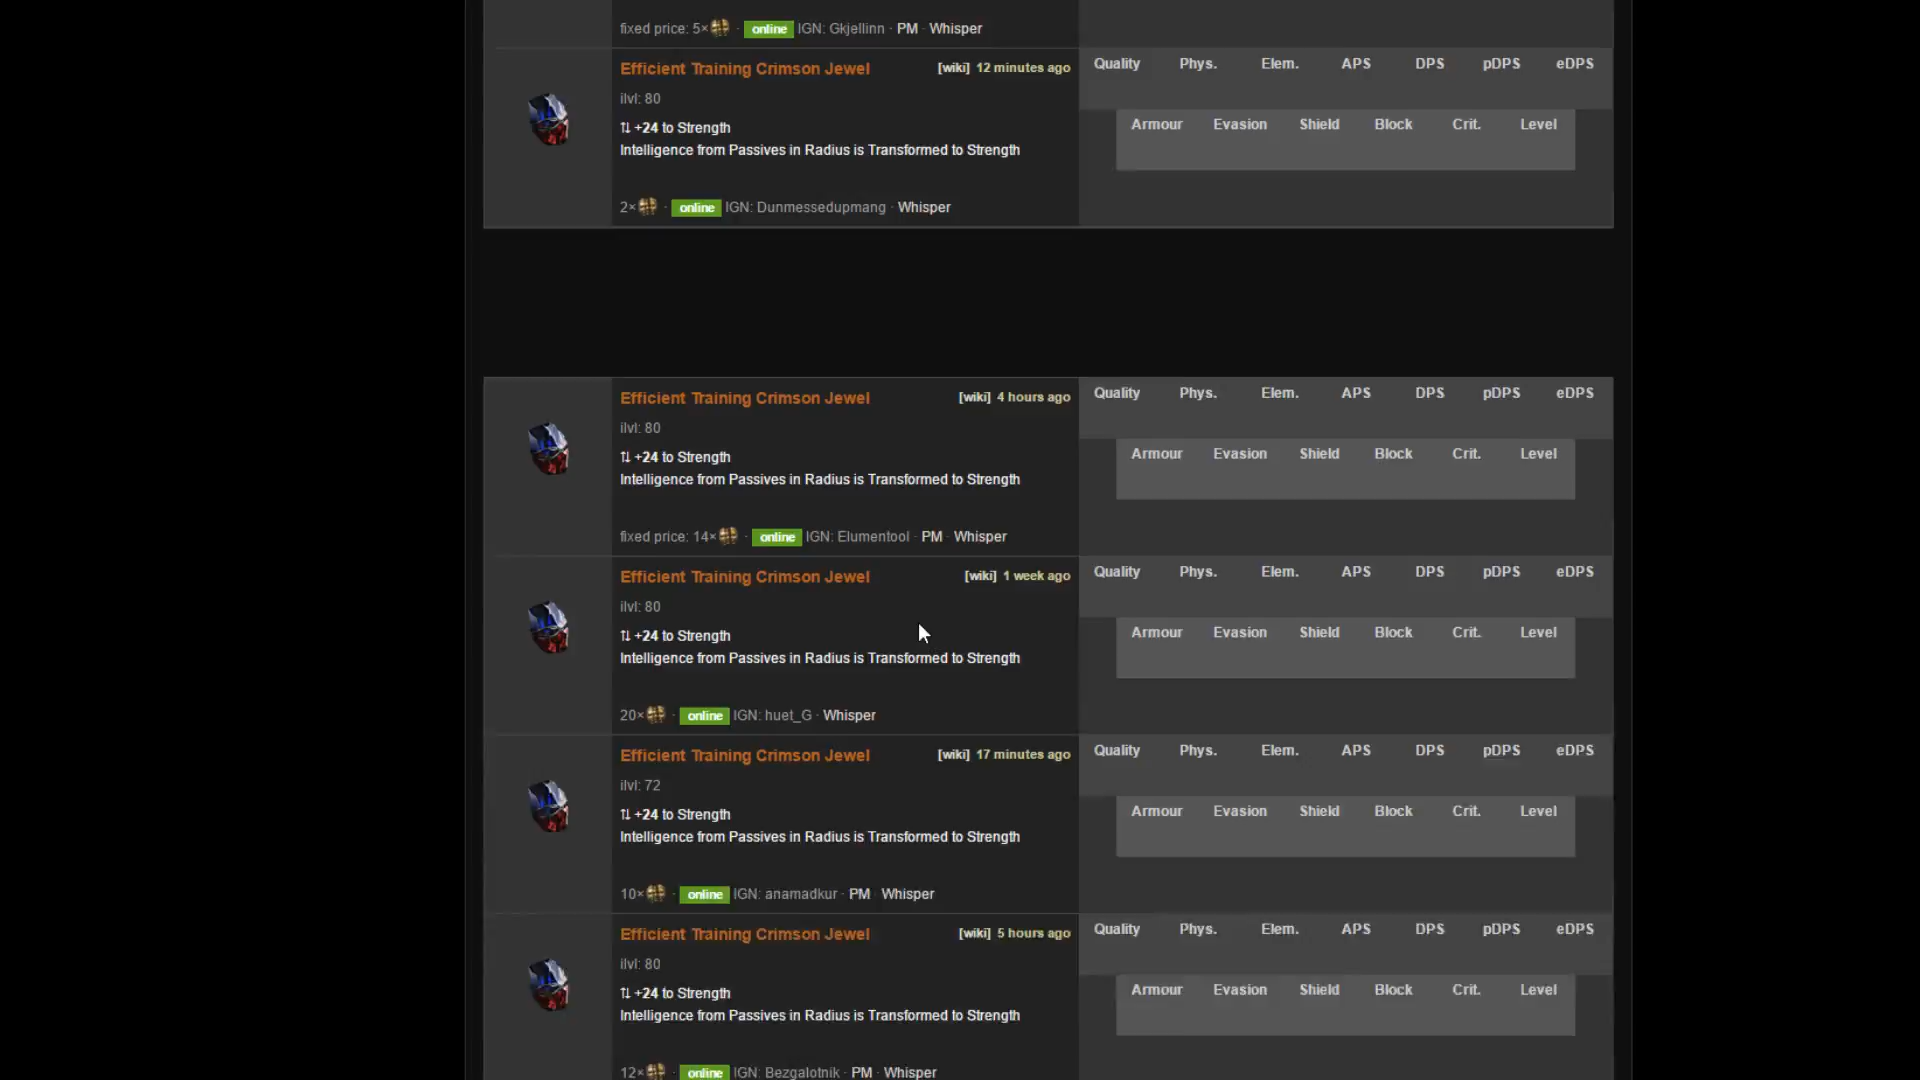 fixed price: 5× · online IGN: Gkjellinn · PM · Whisper
Efficient Training Crimson Jewel [wiki] 12 minutes ago
Quality Phys. Elem. APS DPS pDPS eDPS
ilvl: 80
Armour Evasion Shield Block Crit. Level
⇅ +24 to Strength
Intelligence from Passives in Radius is Transformed to Strength
2× · online IGN: Dunmessedupmang · Whisper
Efficient Training Crimson Jewel [wiki] 4 hours ago
Quality Phys. Elem. APS DPS pDPS eDPS
ilvl: 80
Armour Evasion Shield Block Crit. Level
⇅ +24 to Strength
Intelligence from Passives in Radius is Transformed to Strength
fixed price: 14× · online IGN: Elumentool · PM · Whisper
Efficient Training Crimson Jewel [wiki] 1 week ago
Quality Phys. Elem. APS DPS pDPS eDPS
ilvl: 80
Armour Evasion Shield Block Crit. Level
⇅ +24 to Strength
Intelligence from Passives in Radius is Transformed to Strength
20× · online IGN: huet_G · Whisper
Efficient Training Crimson Jewel [wiki] 17 minutes ago
Quality Phys. Elem. APS DPS pDPS eDPS
ilvl: 72
Armour Evasion Shield Block Crit. Level
⇅ +24 to Strength
Intelligence from Passives in Radius is Transformed to Strength
10× · online IGN: anamadkur · PM · Whisper
Efficient Training Crimson Jewel [wiki] 5 hours ago
Quality Phys. Elem. APS DPS pDPS eDPS
ilvl: 80
Armour Evasion Shield Block Crit. Level
⇅ +24 to Strength
Intelligence from Passives in Radius is Transformed to Strength
12× · online IGN: Bezgalotnik · PM · Whisper